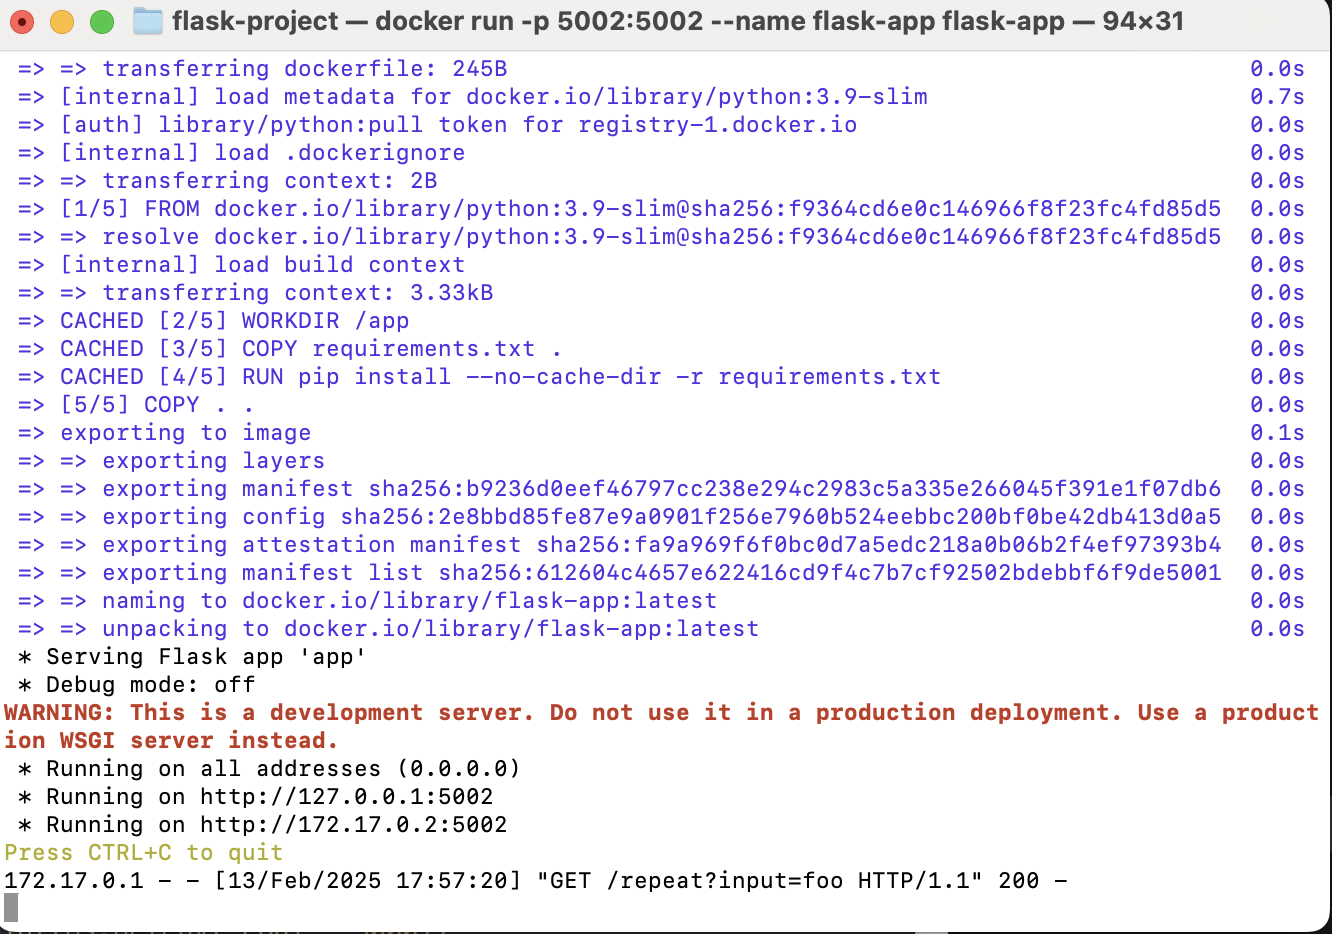 flask-project — docker run -p 5002:5002 --name flask-app flask-app — 94×31
=> => transferring dockerfile: 245B 0.0s
=> [internal] load metadata for docker.io/library/python:3.9-slim 0.7s
=> [auth] library/python:pull token for registry-1.docker.io 0.0s
=> [internal] load .dockerignore 0.0s
=> => transferring context: 2B 0.0s
=> [1/5] FROM docker.io/library/python:3.9-slim@sha256:f9364cd6e0c146966f8f23fc4fd85d5 0.0s
=> => resolve docker.io/library/python:3.9-slim@sha256:f9364cd6e0c146966f8f23fc4fd85d5 0.0s
=> [internal] load build context 0.0s
=> => transferring context: 3.33kB 0.0s
=> CACHED [2/5] WORKDIR /app 0.0s
=> CACHED [3/5] COPY requirements.txt . 0.0s
=> CACHED [4/5] RUN pip install --no-cache-dir -r requirements.txt 0.0s
=> [5/5] COPY . . 0.0s
=> exporting to image 0.1s
=> => exporting layers 0.0s
=> => exporting manifest sha256:b9236d0eef46797cc238e294c2983c5a335e266045f391e1f07db6 0.0s
=> => exporting config sha256:2e8bbd85fe87e9a0901f256e7960b524eebbc200bf0be42db413d0a5 0.0s
=> => exporting attestation manifest sha256:fa9a969f6f0bc0d7a5edc218a0b06b2f4ef97393b4 0.0s
=> => exporting manifest list sha256:612604c4657e622416cd9f4c7b7cf92502bdebbf6f9de5001 0.0s
=> => naming to docker.io/library/flask-app:latest 0.0s
=> => unpacking to docker.io/library/flask-app:latest 0.0s
* Serving Flask app 'app'
* Debug mode: off
WARNING: This is a development server. Do not use it in a production deployment. Use a product
ion WSGI server instead.
* Running on all addresses (0.0.0.0)
* Running on http://127.0.0.1:5002
* Running on http://172.17.0.2:5002
Press CTRL+C to quit
172.17.0.1 - - [13/Feb/2025 17:57:20] "GET /repeat?input=foo HTTP/1.1" 200 -